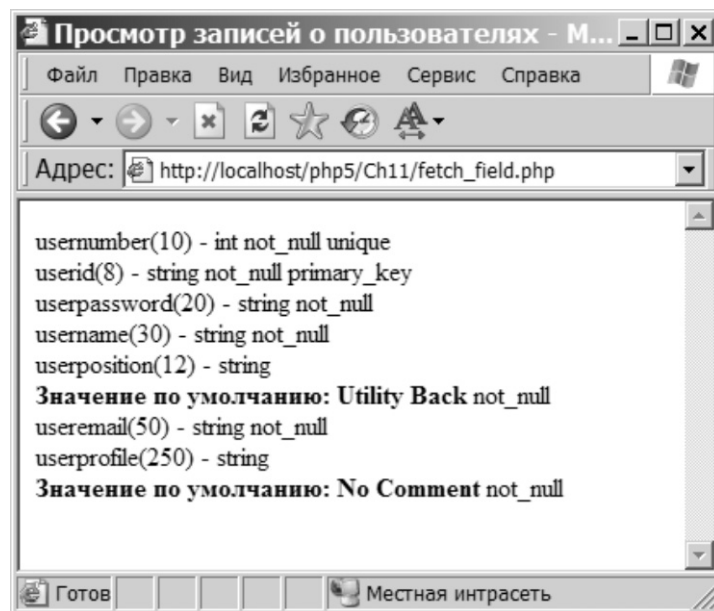 Просмотр записей о пользователях - М...
Файл Правка Вид Избранное Сервис Справка
Адрес: http://localhost/php5/Ch11/fetch_field.php
usernumber(10) - int not_null unique
userid(8) - string not_null primary_key
userpassword(20) - string not_null
username(30) - string not_null
userposition(12) - string
Значение по умолчанию: Utility Back not_null
useremail(50) - string not_null
userprofile(250) - string
Значение по умолчанию: No Comment not_null
Готов Местная интрасеть